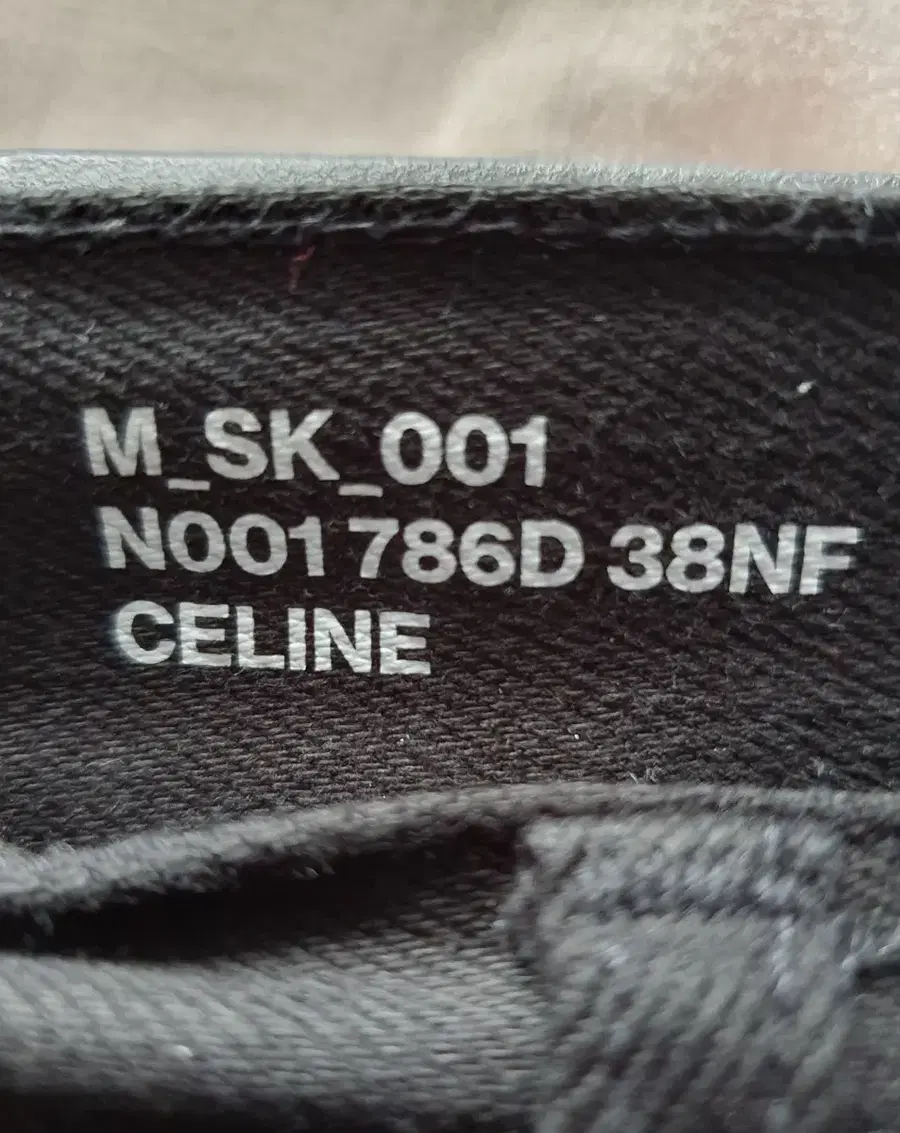 M_SK_001
N001786D 38NF
CELINE